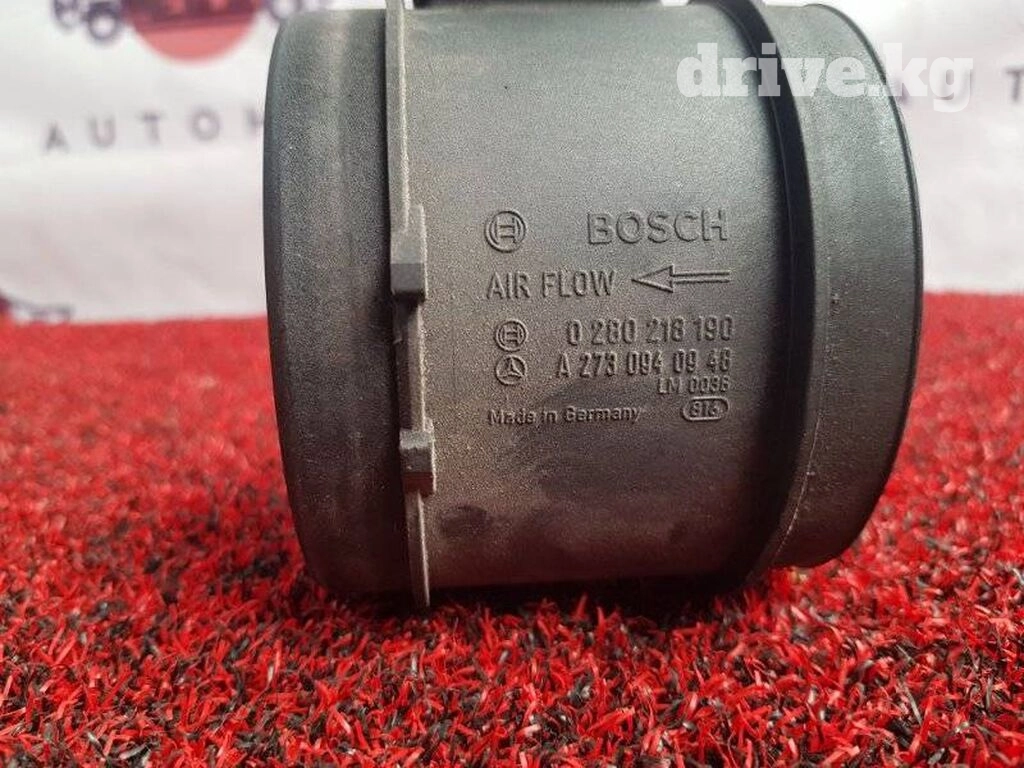 drive.kg
BOSCH
AIR FLOW
0 280 218 190
A 273 094 09 48
LM 0036
Made in Germany